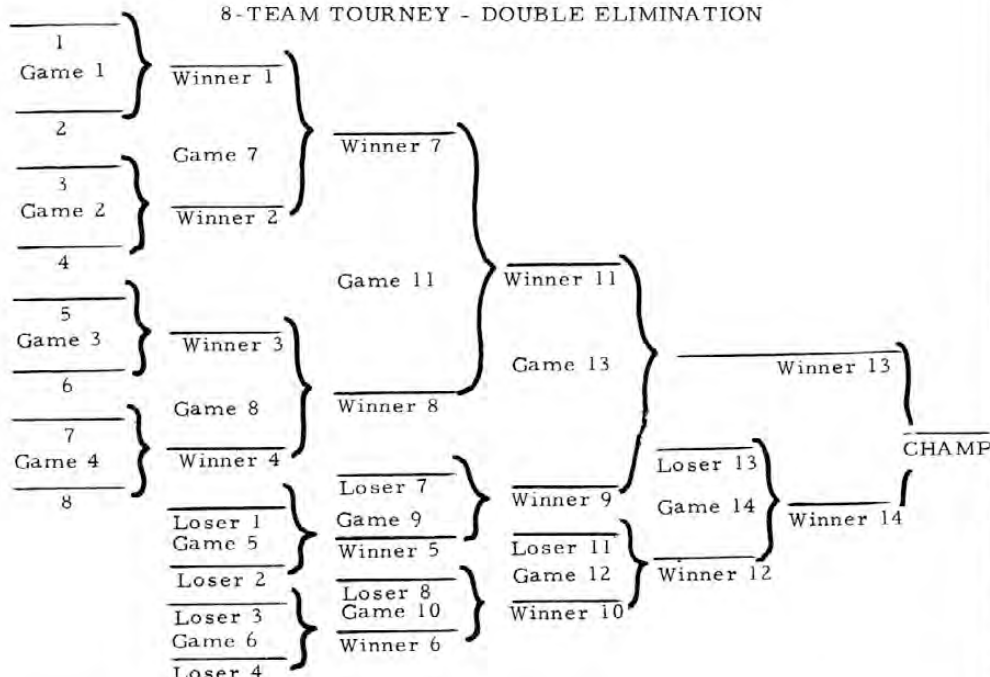 8-TEAM TOURNEY - DOUBLE ELIMINATION
1
Game 1
2
3
Game 2
4
5
Game 3
6
7
Game 4
8
Winner 1
Game 7
Winner 2
Winner 3
Game 8
Winner 4
Loser 1
Game 5
Loser 2
Loser 3
Game 6
Loser 4
Winner 7
Game 11
Winner 8
Loser 7
Game 9
Winner 5
Loser 8
Game 10
Winner 6
Winner 11
Game 13
Winner 9
Loser 11
Game 12
Winner 10
Winner 13
Loser 13
Game 14
Winner 12
Winner 14
CHAMP